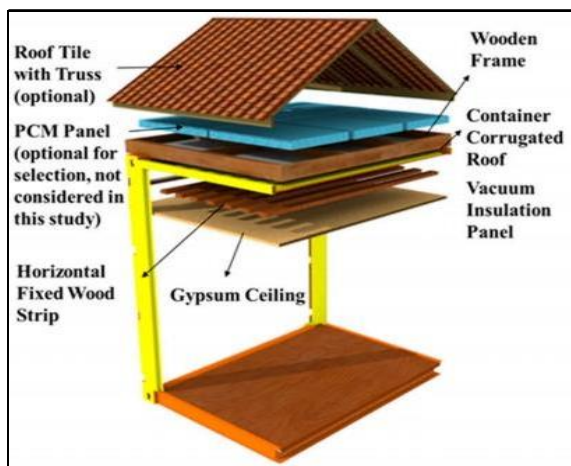 Roof Tile
with Truss
(optional)
PCM Panel
(optional for
selection, not
considered in
this study)
Horizontal
Fixed Wood
Strip
Gypsum Ceiling
Wooden
Frame
Container
Corrugated
Roof
Vacuum
Insulation
Panel